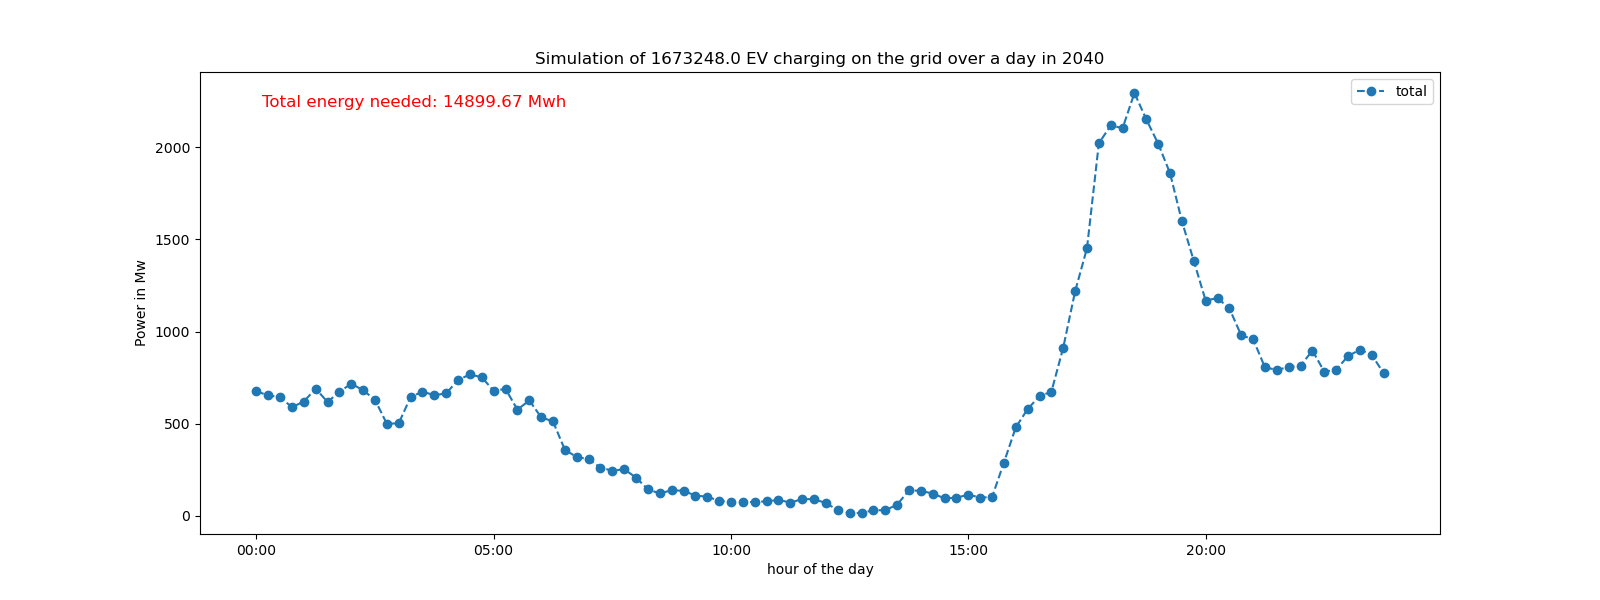 Simulation of 1673248.0 EV charging on the grid over a day in 2040
Total energy needed: 14899.67 Mwh
total
Power in Mw
2000
1500
1000
500
0
00:00 05:00 10:00 15:00 20:00
hour of the day